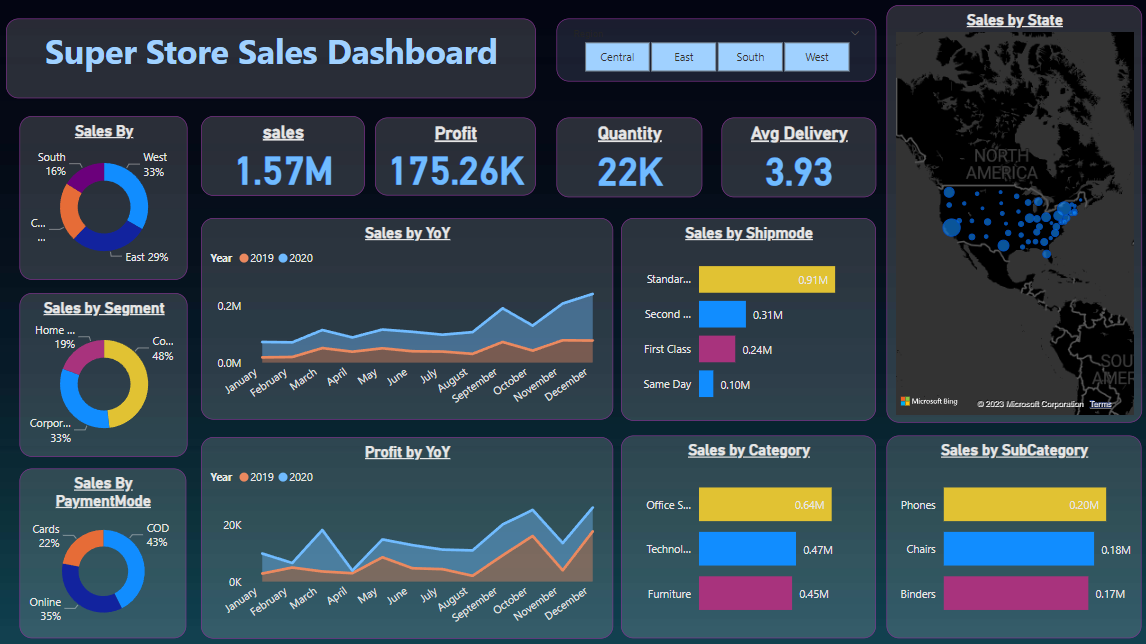 Super Store Sales Dashboard
Central
East
South
West
Sales by State
Sales By
South
16%
West
33%
C...
...
East 29%
sales
1.57M
Profit
175.26K
Quantity
22K
Avg Delivery
3.93
NORTH
AMERICA
SOU
AMER
Microsoft Bing
© 2023 Microsoft Corporation Terms
Sales by Segment
Home ...
19%
Co...
48%
Corpor...
33%
Sales by YoY
Year 2019 2020
0.2M
0.0M
January
February
March
April
May
June
July
August
September
October
November
December
Sales by Shipmode
Standar...
0.91M
Second ...
0.31M
First Class
0.24M
Same Day
0.10M
Sales By
PaymentMode
Cards
22%
COD
43%
Online
35%
Profit by YoY
Year 2019 2020
20K
0K
January
February
March
April
May
June
July
August
September
October
November
December
Sales by Category
Office S...
0.64M
Technol...
0.47M
Furniture
0.45M
Sales by SubCategory
Phones
0.20M
Chairs
0.18M
Binders
0.17M